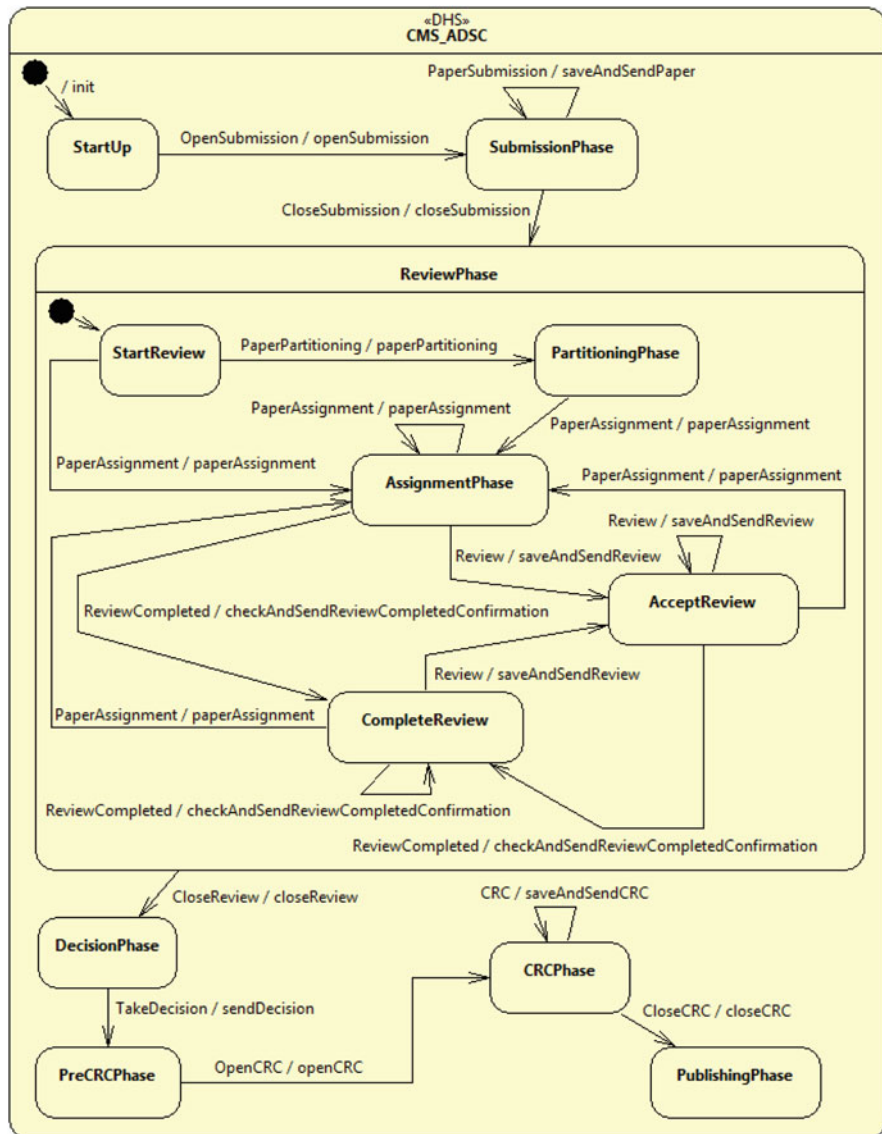 «DHS»
CMS_ADSC
/ init
PaperSubmission / saveAndSendPaper
StartUp
OpenSubmission / openSubmission
SubmissionPhase
CloseSubmission / closeSubmission
ReviewPhase
StartReview
PaperPartitioning / paperPartitioning
PartitioningPhase
PaperAssignment / paperAssignment
PaperAssignment / paperAssignment
PaperAssignment / paperAssignment
AssignmentPhase
PaperAssignment / paperAssignment
Review / saveAndSendReview
Review / saveAndSendReview
AcceptReview
ReviewCompleted / checkAndSendReviewCompletedConfirmation
Review / saveAndSendReview
PaperAssignment / paperAssignment
CompleteReview
ReviewCompleted / checkAndSendReviewCompletedConfirmation
ReviewCompleted / checkAndSendReviewCompletedConfirmation
CloseReview / closeReview
CRC / saveAndSendCRC
DecisionPhase
CRCPhase
TakeDecision / sendDecision
CloseCRC / closeCRC
PreCRCPhase
OpenCRC / openCRC
PublishingPhase